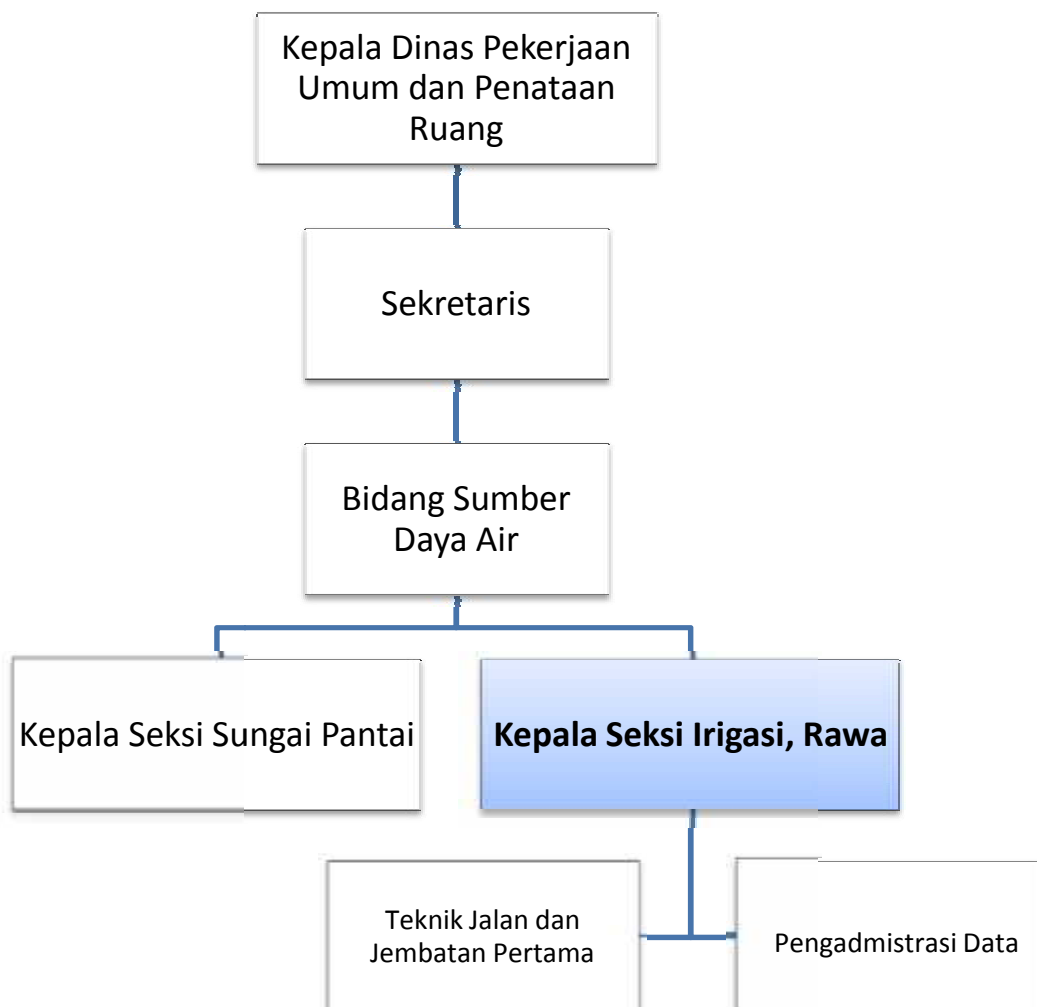 Kepala Dinas Pekerjaan
Umum dan Penataan
Ruang
Sekretaris
Bidang Sumber
Daya Air
Kepala Seksi Sungai Pantai
Kepala Seksi Irigasi, Rawa
Teknik Jalan dan
Jembatan Pertama
Pengadmistrasi Data